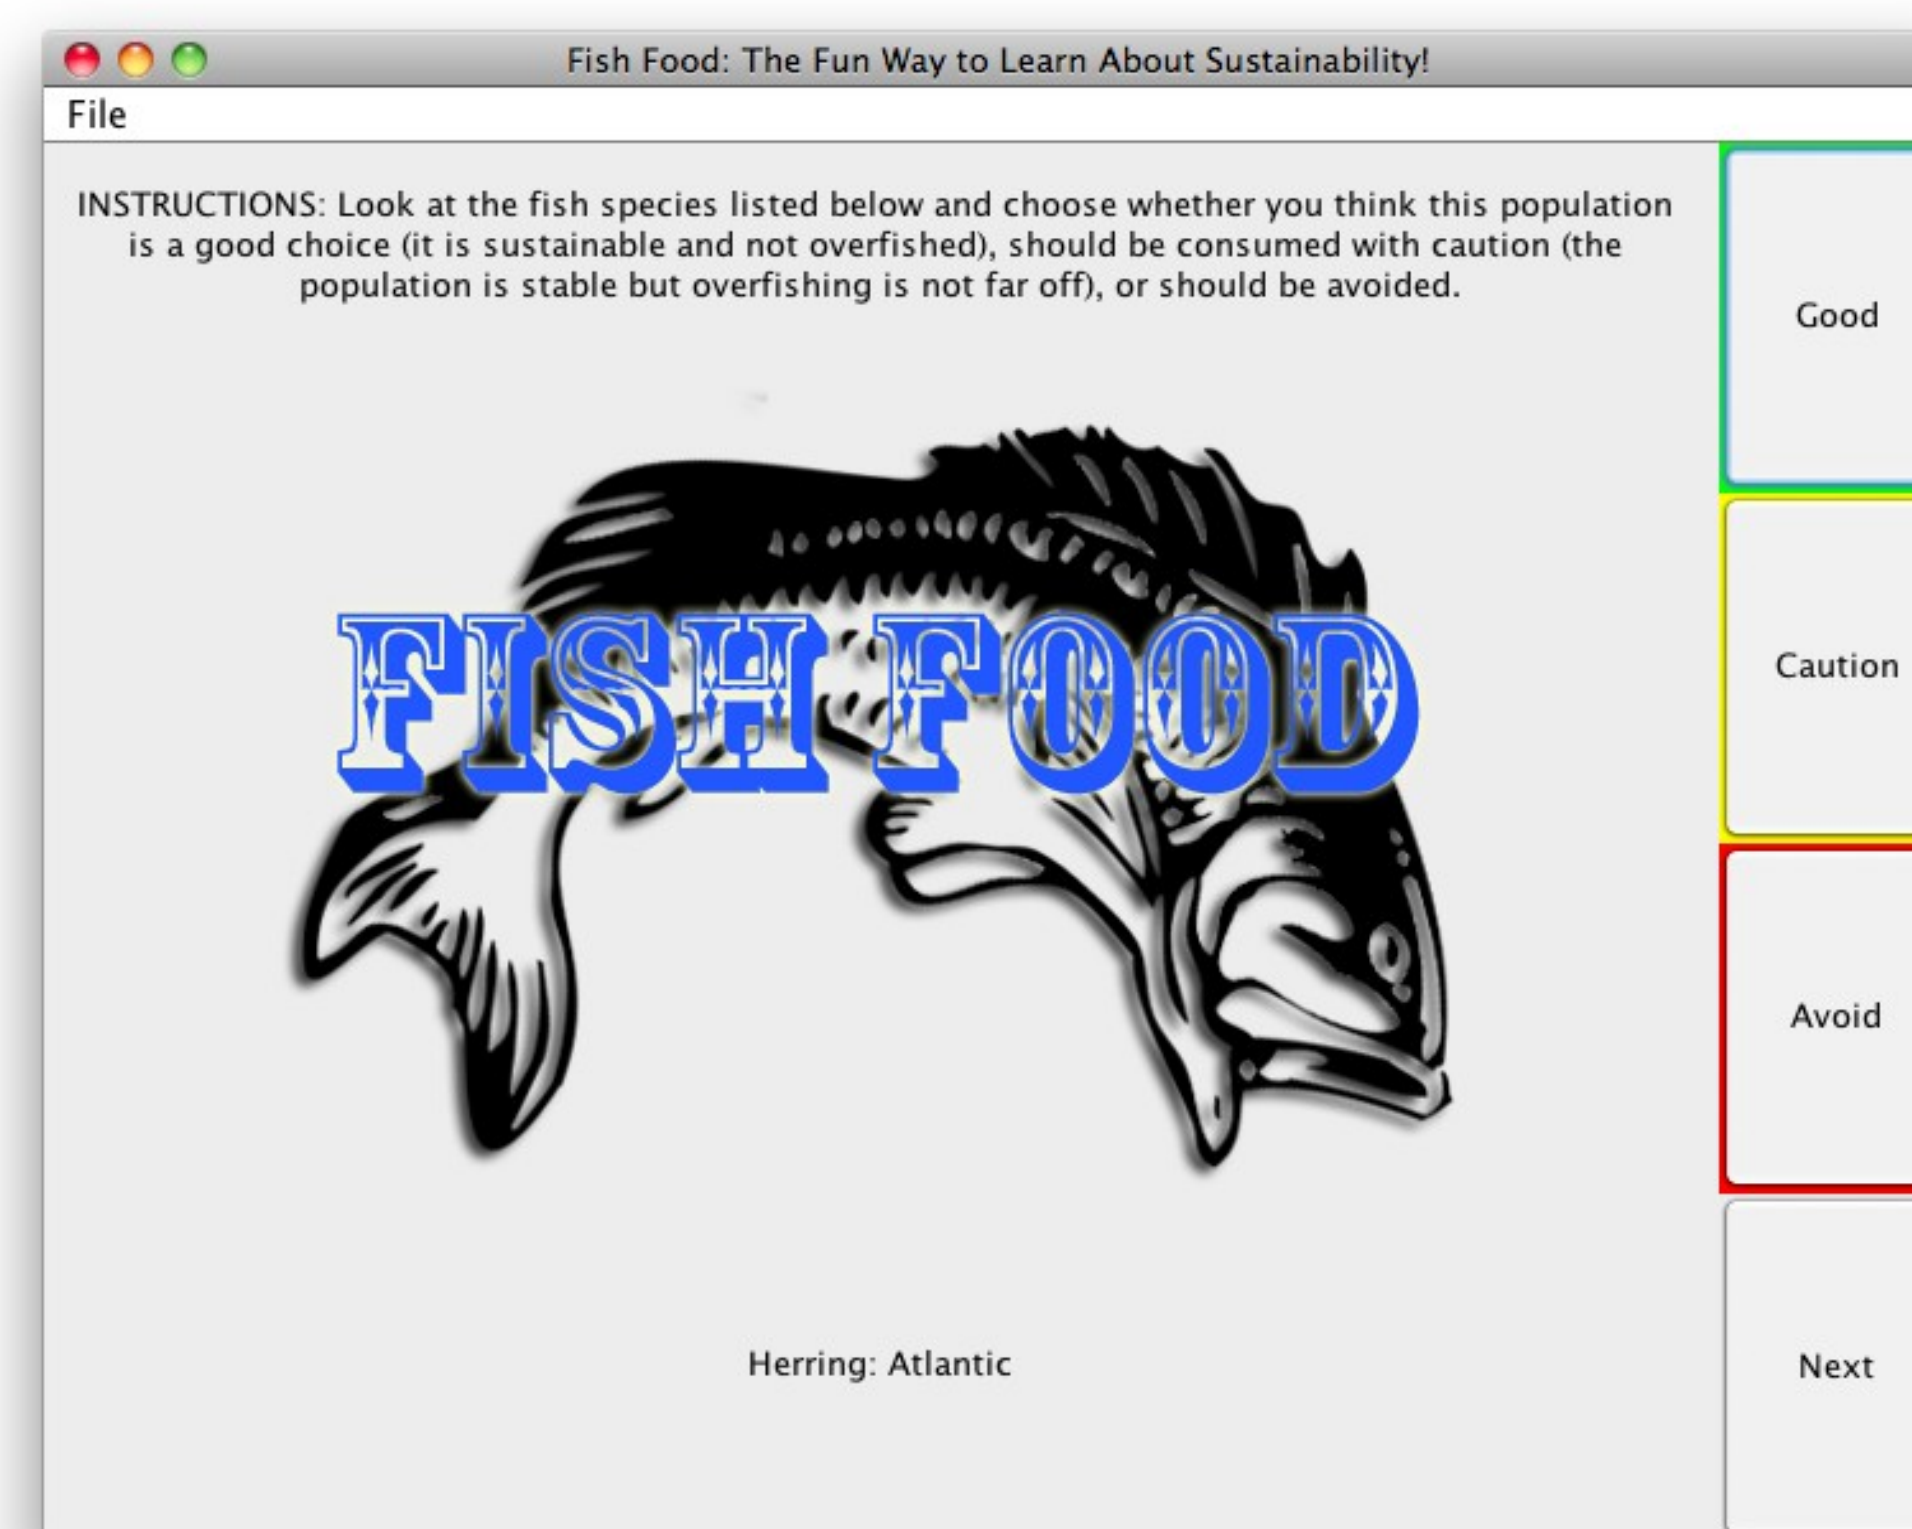 Fish Food: The Fun Way to Learn About Sustainability!
File
INSTRUCTIONS: Look at the fish species listed below and choose whether you think this population
is a good choice (it is sustainable and not overfished), should be consumed with caution (the
population is stable but overfishing is not far off), or should be avoided.
Good
FISH FOOD
Caution
Avoid
Herring: Atlantic
Next